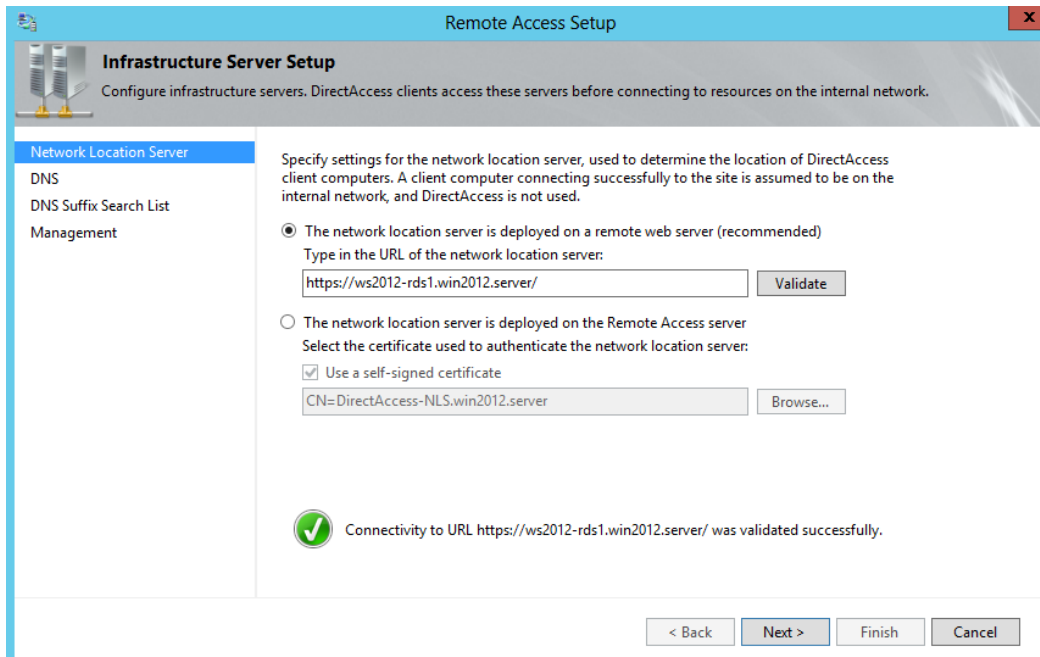 Remote Access Setup
x
Infrastructure Server Setup
Configure infrastructure servers. DirectAccess clients access these servers before connecting to resources on the internal network.
Network Location Server
DNS
DNS Suffix Search List
Management
Specify settings for the network location server, used to determine the location of DirectAccess
client computers. A client computer connecting successfully to the site is assumed to be on the
internal network, and DirectAccess is not used.
The network location server is deployed on a remote web server (recommended)
Type in the URL of the network location server:
https://ws2012-rds1.win2012.server/
Validate
The network location server is deployed on the Remote Access server
Select the certificate used to authenticate the network location server:
Use a self-signed certificate
CN=DirectAccess-NLS.win2012.server
Browse...
Connectivity to URL https://ws2012-rds1.win2012.server/ was validated successfully.
< Back
Next >
Finish
Cancel